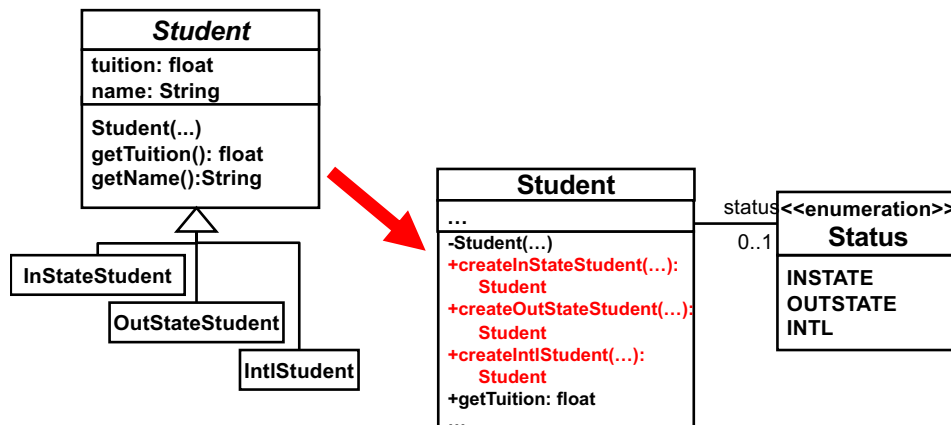 Student
tuition: float
name: String
Student(...)
getTuition(): float
getName():String
InStateStudent
OutStateStudent
IntlStudent
Student
...
-Student(…)
+createInStateStudent(…):
Student
+createOutStateStudent(…):
Student
+createIntlStudent(…):
Student
+getTuition: float
...
status
0..1
<<enumeration>>
Status
INSTATE
OUTSTATE
INTL